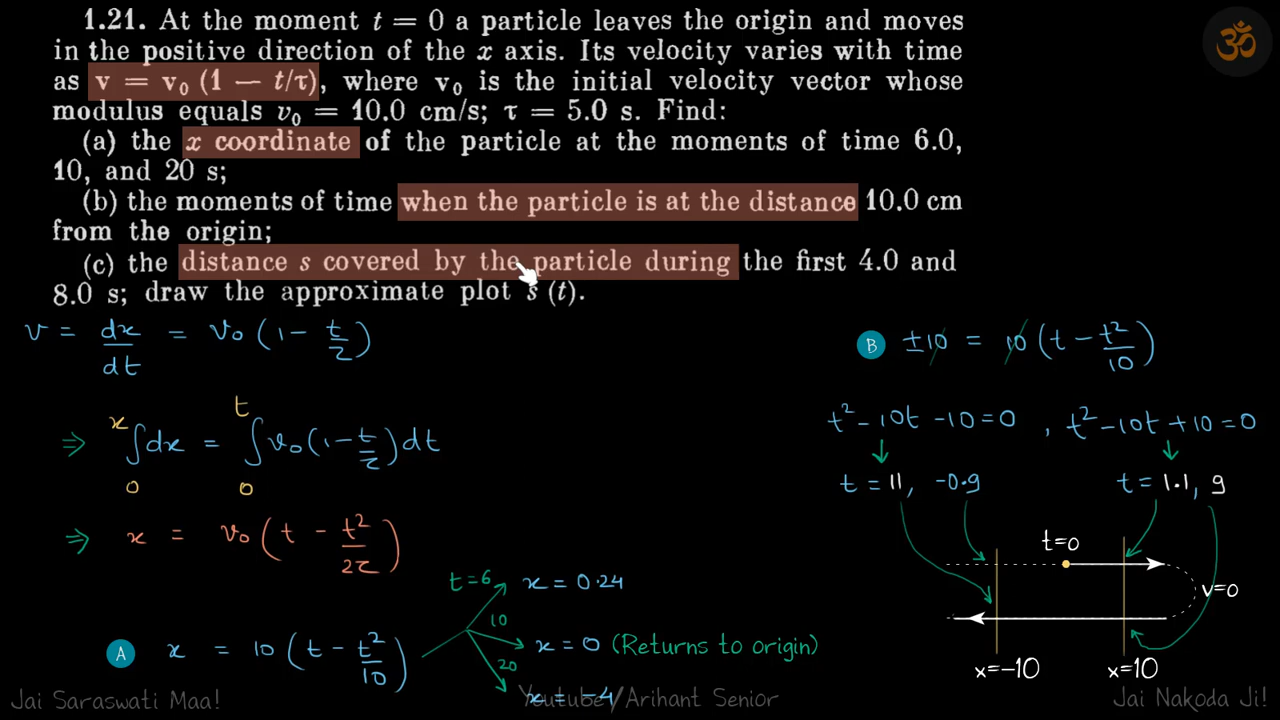 1.21. At the moment t = 0 a particle leaves the origin and moves
in the positive direction of the x axis. Its velocity varies with time
as v = v₀ (1 − t/τ), where v₀ is the initial velocity vector whose
modulus equals v₀ = 10.0 cm/s; τ = 5.0 s. Find:
(a) the x coordinate of the particle at the moments of time 6.0,
10, and 20 s;
(b) the moments of time when the particle is at the distance 10.0 cm
from the origin;
(c) the distance s covered by the particle during the first 4.0 and
8.0 s; draw the approximate plot s (t).
v = dx/dt = v₀ (1 − t/τ)
⇒ ∫₀ˣ dx = ∫₀ᵗ v₀ (1 − t/τ) dt
⇒ x = v₀ (t − t²/2τ)
A x = 10 (t − t²/10)
t = 6 x = 0.24
10 x = 0 (Returns to origin)
20 x = −4
B ±10 = 10 (t − t²/10)
t² − 10t − 10 = 0 , t² − 10t + 10 = 0
t = 11, −0.9 t = 1.1, 9
t=0
v=0
x=−10 x=10
Jai Saraswati Maa! Youtube/Arihant Senior Jai Nakoda Ji!
ॐ